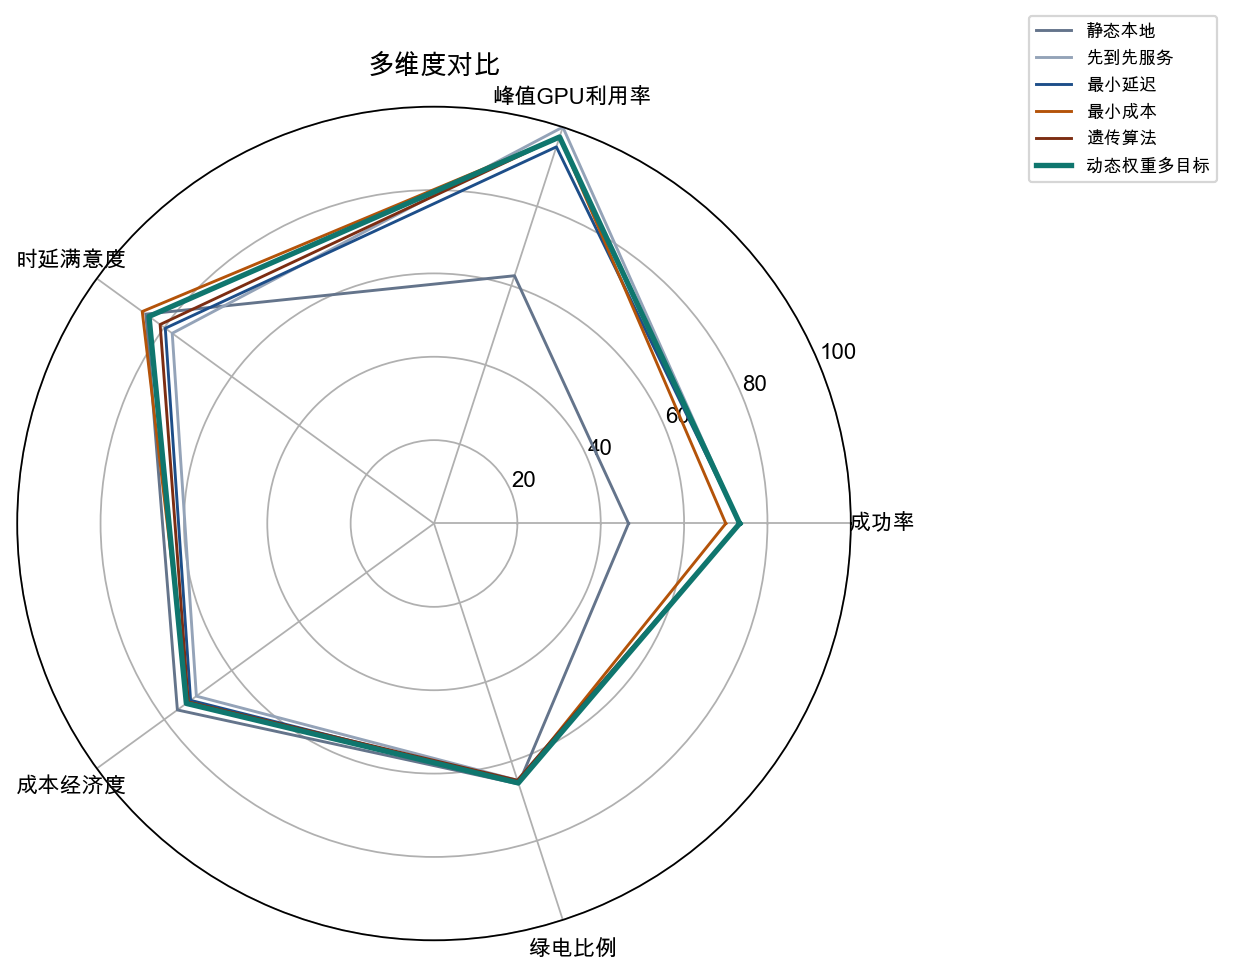 多维度对比
静态本地
先到先服务
最小延迟
最小成本
遗传算法
动态权重多目标
峰值GPU利用率
时延满意度
100
80
60
40
20
成功率
成本经济度
绿电比例